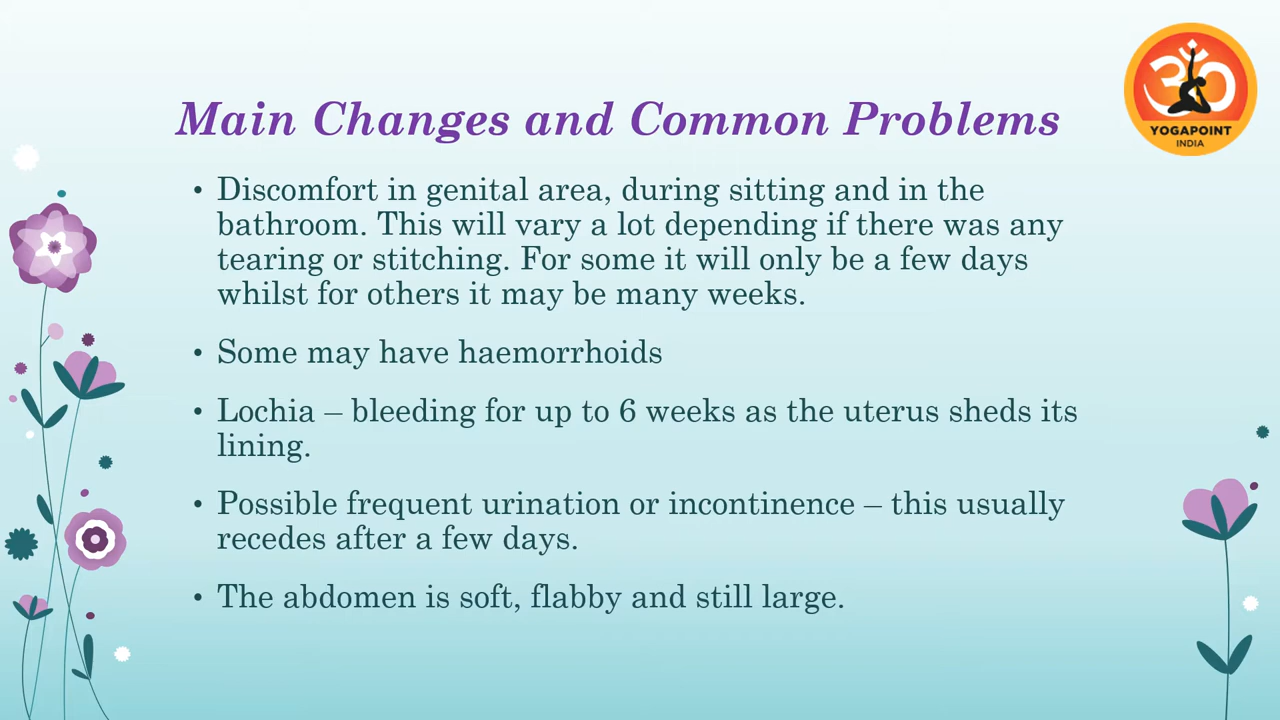 YOGAPOINT
INDIA
Main Changes and Common Problems
• Discomfort in genital area, during sitting and in the
bathroom. This will vary a lot depending if there was any
tearing or stitching. For some it will only be a few days
whilst for others it may be many weeks.
• Some may have haemorrhoids
• Lochia – bleeding for up to 6 weeks as the uterus sheds its
lining.
• Possible frequent urination or incontinence – this usually
recedes after a few days.
• The abdomen is soft, flabby and still large.